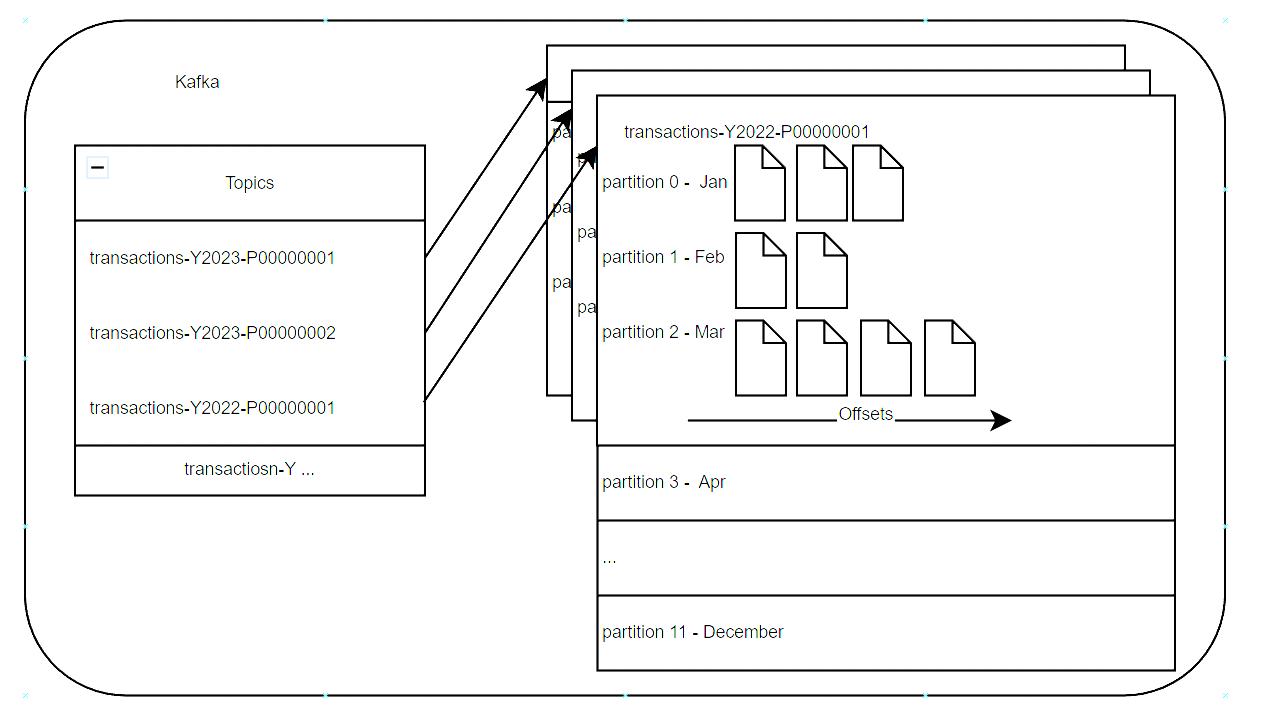 Kafka
Topics
transactions-Y2023-P00000001
transactions-Y2023-P00000002
transactions-Y2022-P00000001
transactiosn-Y ...
pa
pa
pa
pa
pa
transactions-Y2022-P00000001
partition 0 - Jan
partition 1 - Feb
partition 2 - Mar
Offsets
partition 3 - Apr
...
partition 11 - December